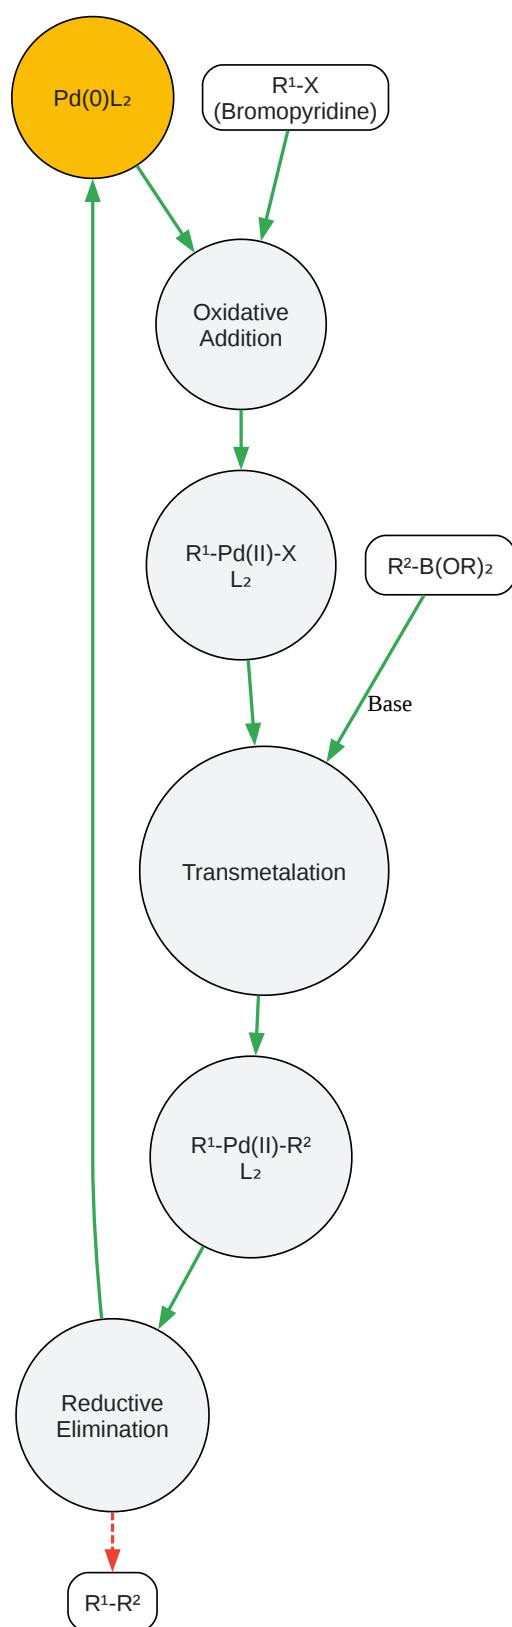 Pd(0)L₂
R¹-X
(Bromopyridine)
Oxidative
Addition
R¹-Pd(II)-X
L₂
R²-B(OR)₂
Base
Transmetalation
R¹-Pd(II)-R²
L₂
Reductive
Elimination
R¹-R²